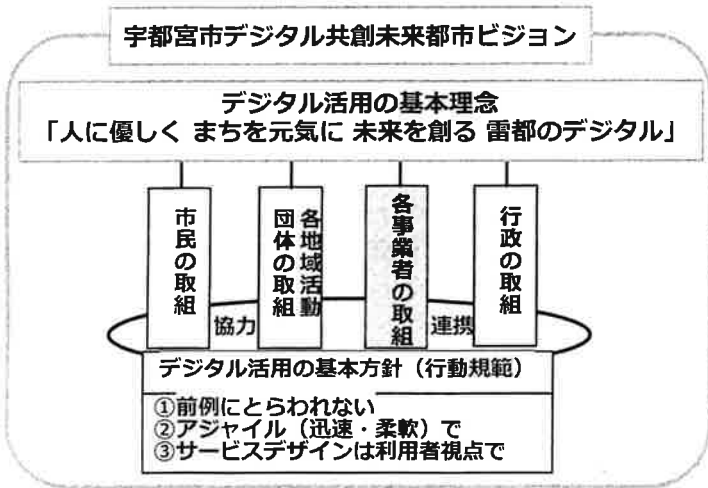 宇都宮市デジタル共創未来都市ビジョン
デジタル活用の基本理念
「人に優しく まちを元気に 未来を創る 雷都のデジタル」
市民の取組
各地域活動
団体の取組
各事業者の取組
行政の取組
協力
連携
デジタル活用の基本方針（行動規範）
①前例にとらわれない
②アジャイル（迅速・柔軟）で
③サービスデザインは利用者視点で